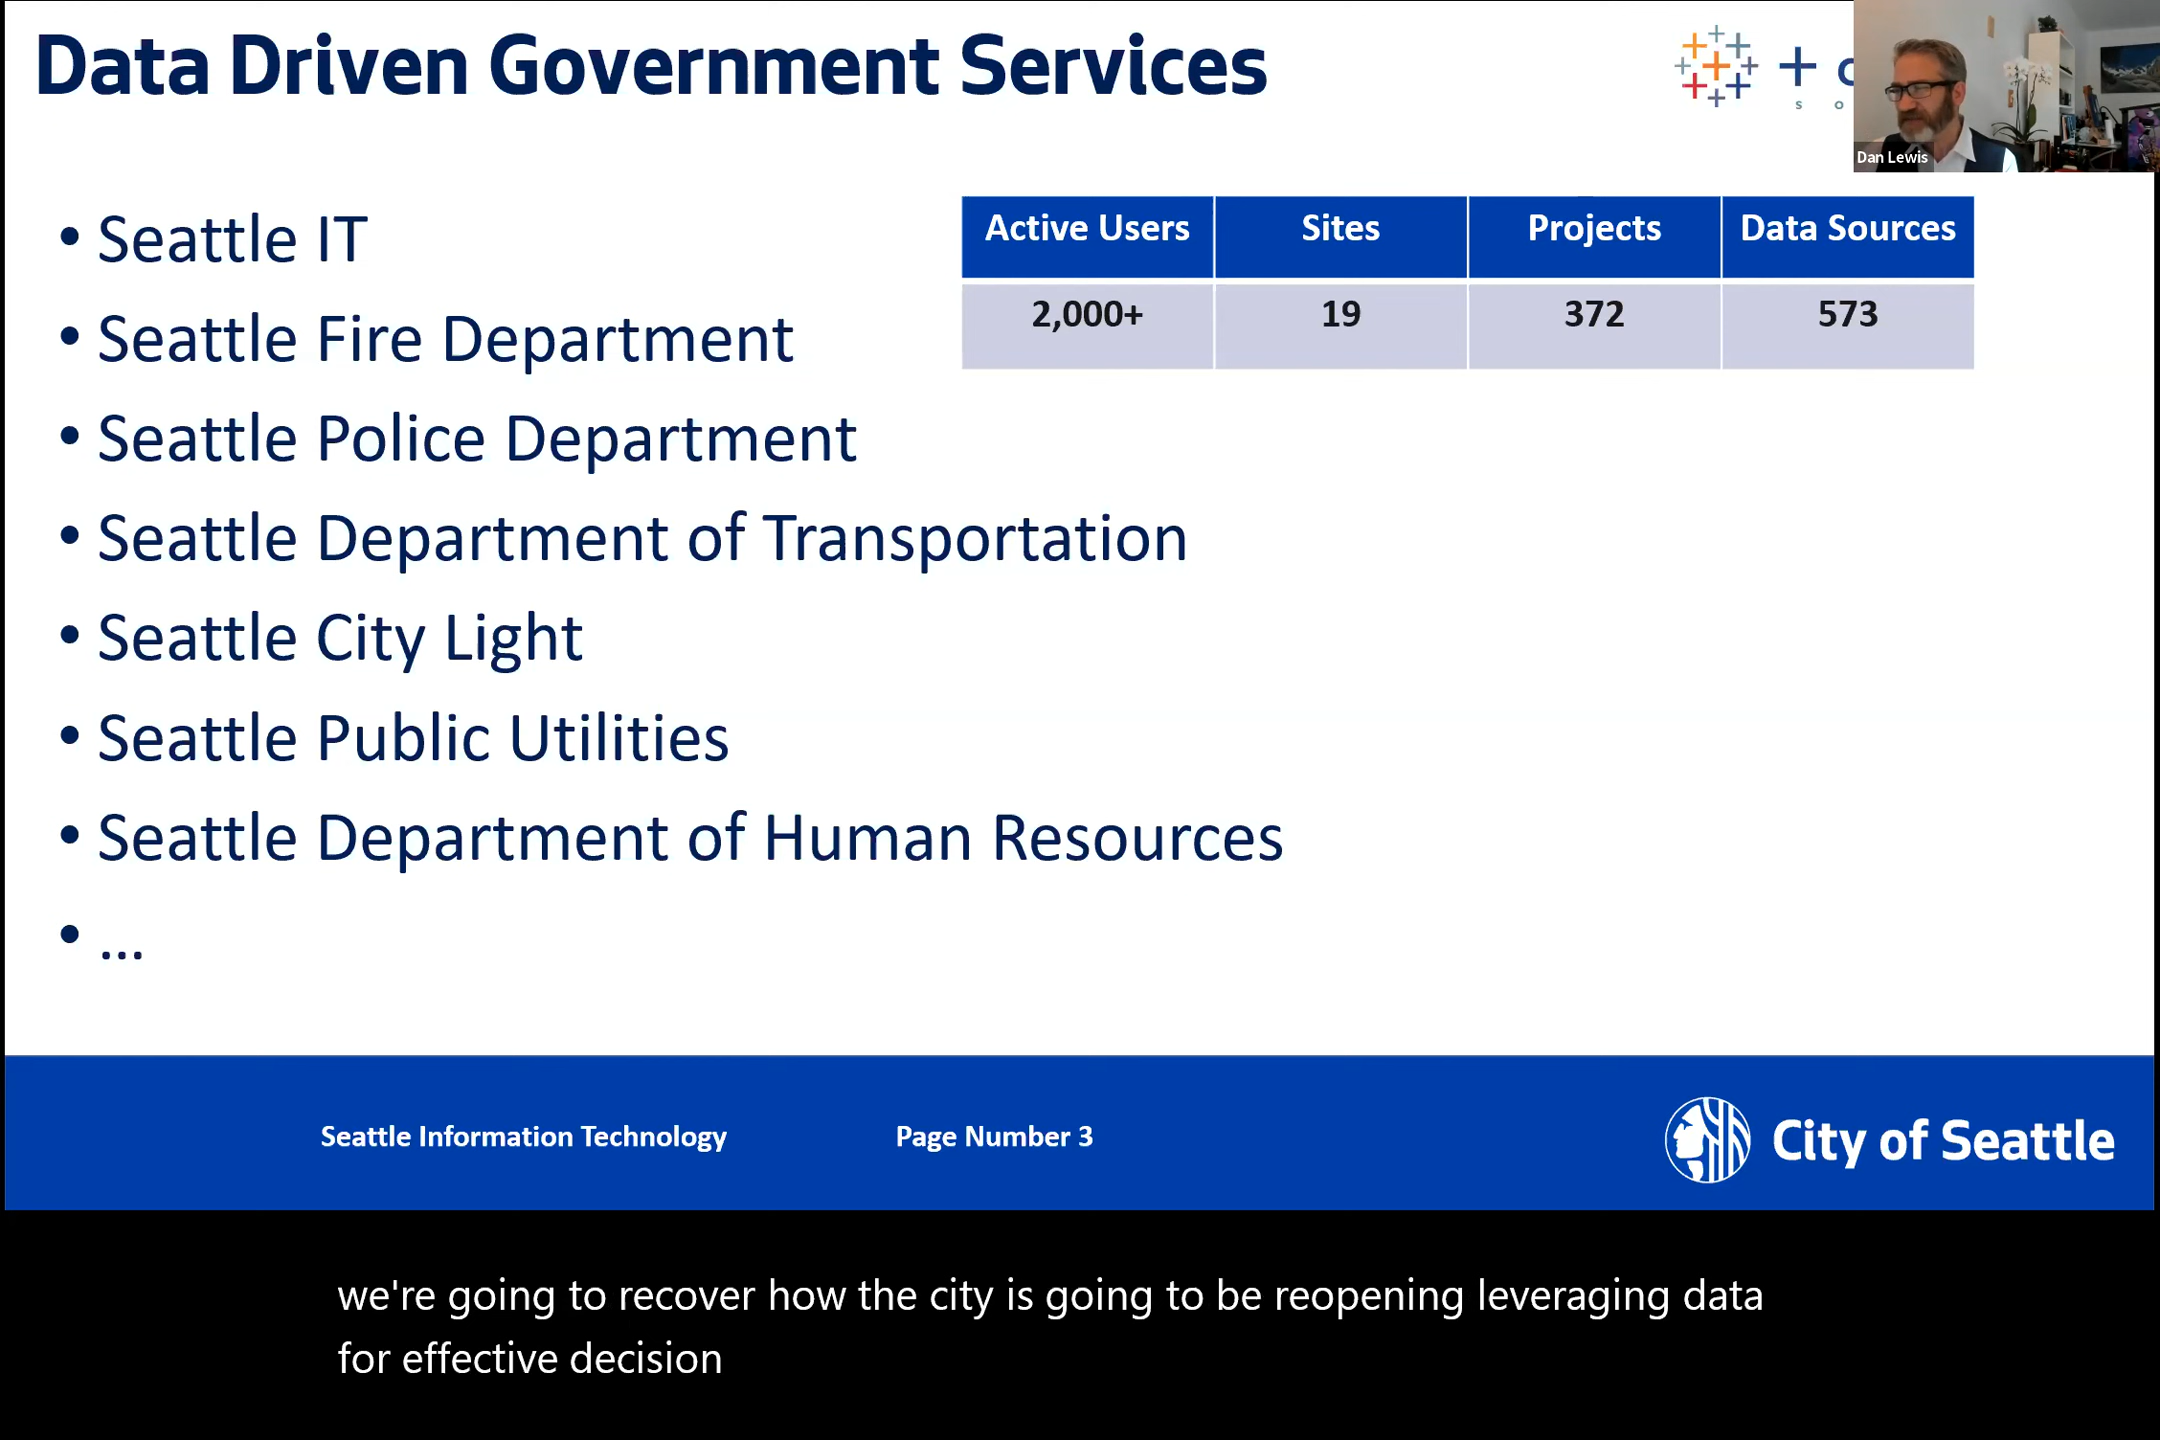 Data Driven Government Services
Dan Lewis
• Seattle IT
• Seattle Fire Department
• Seattle Police Department
• Seattle Department of Transportation
• Seattle City Light
• Seattle Public Utilities
• Seattle Department of Human Resources
• ...
Active Users Sites Projects Data Sources
2,000+ 19 372 573
Seattle Information Technology Page Number 3
City of Seattle
we're going to recover how the city is going to be reopening leveraging data
for effective decision